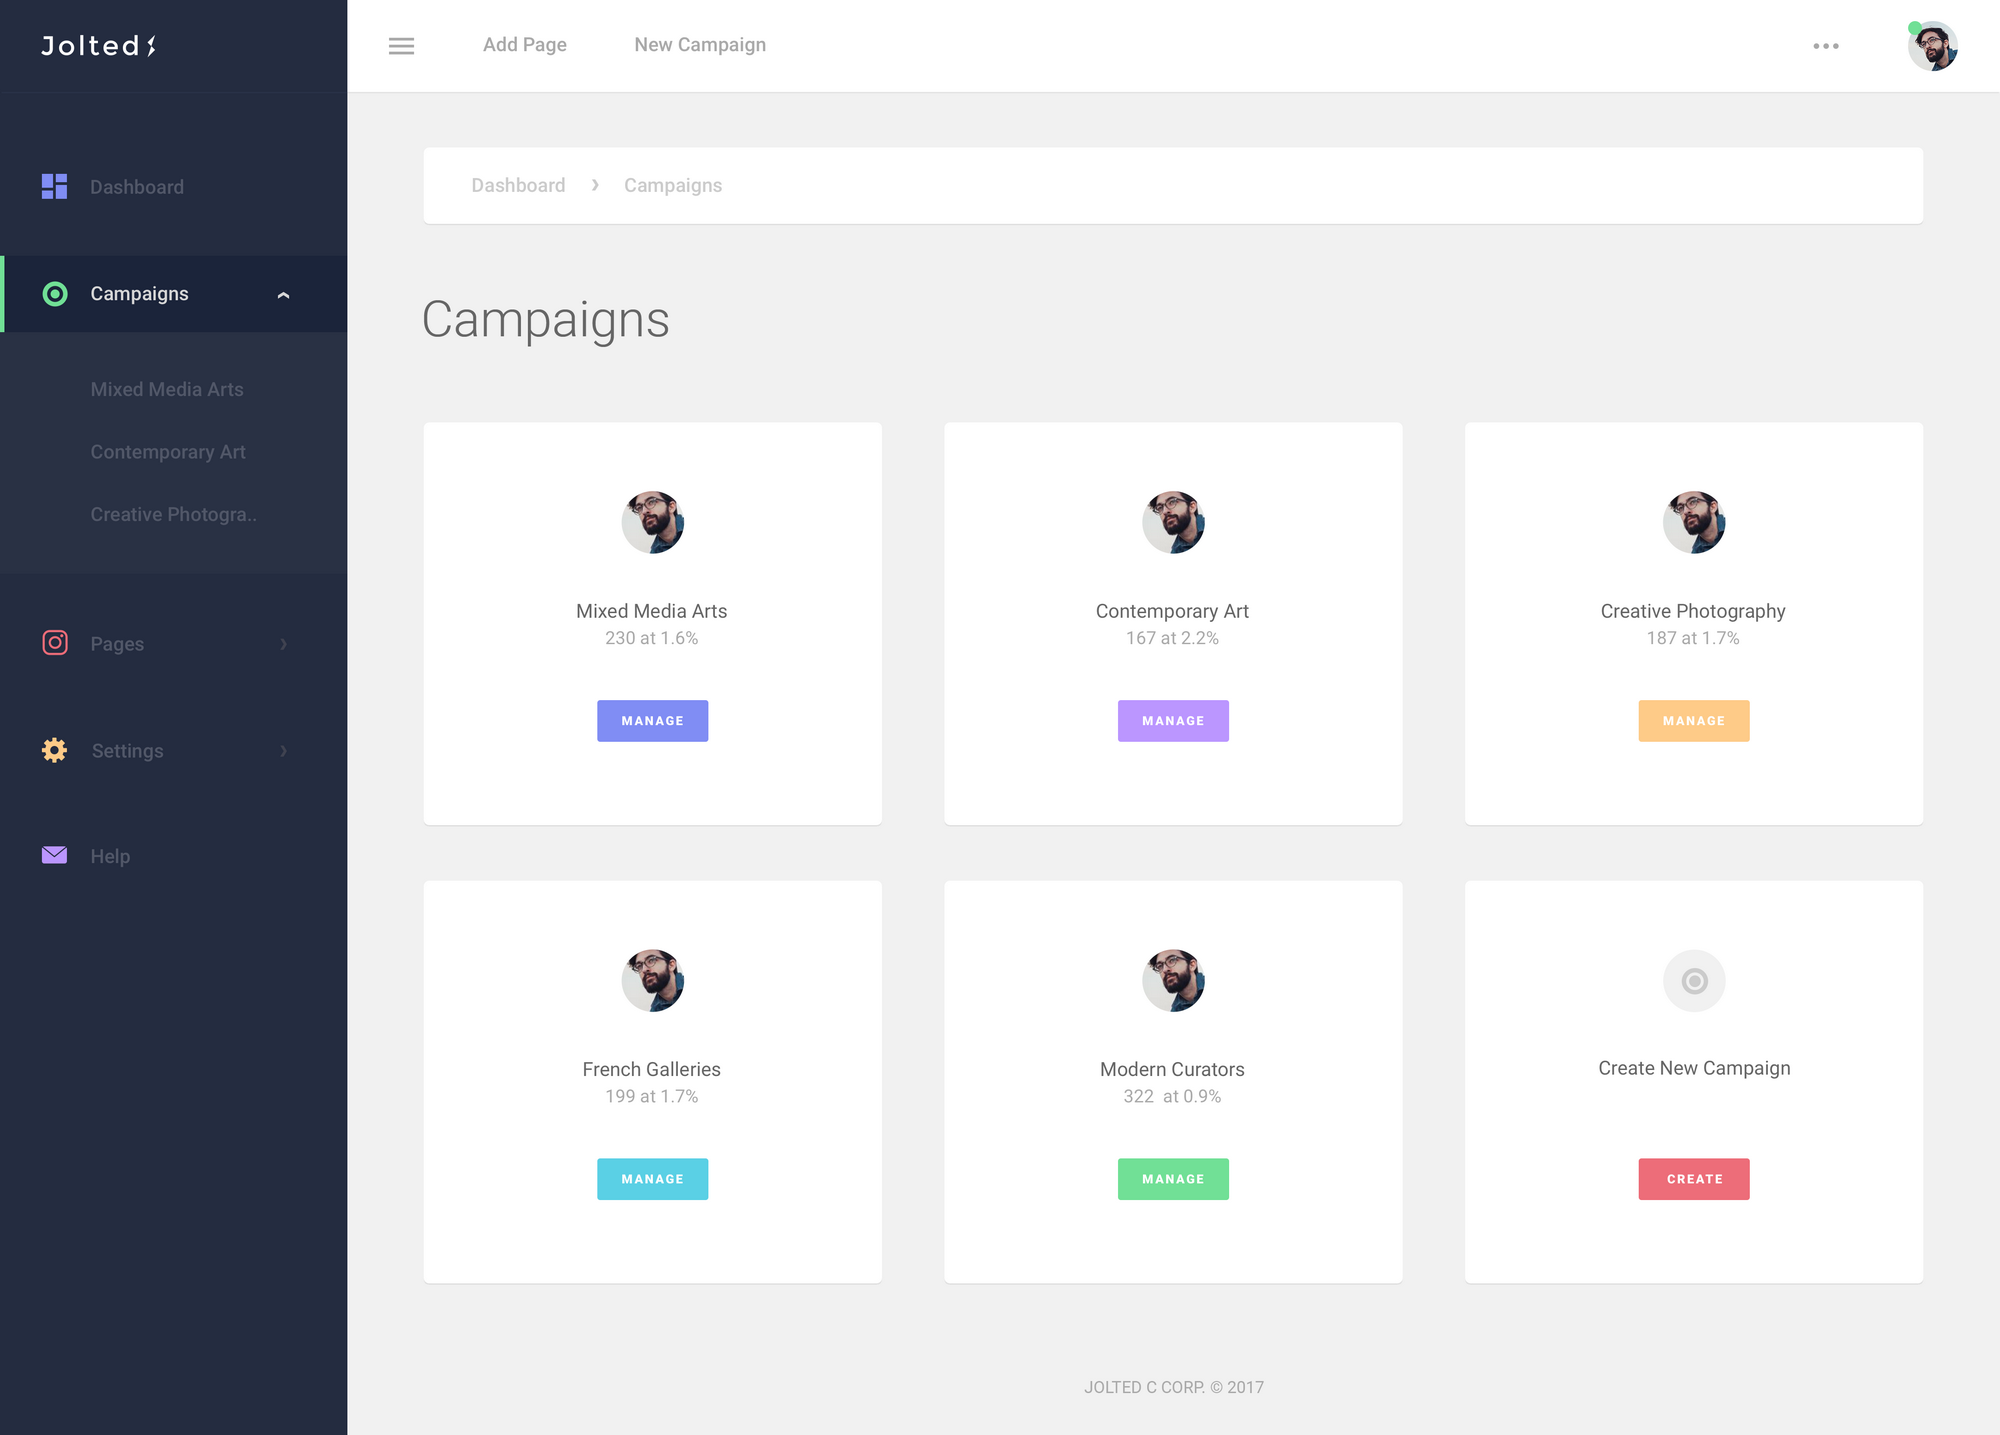 Jolted
Add Page
New Campaign
Dashboard
Campaigns
Mixed Media Arts
Contemporary Art
Creative Photogra..
Pages
Settings
Help
Dashboard › Campaigns
Campaigns
Mixed Media Arts
230 at 1.6%
MANAGE
Contemporary Art
167 at 2.2%
MANAGE
Creative Photography
187 at 1.7%
MANAGE
French Galleries
199 at 1.7%
MANAGE
Modern Curators
322 at 0.9%
MANAGE
Create New Campaign
CREATE
JOLTED C CORP. © 2017